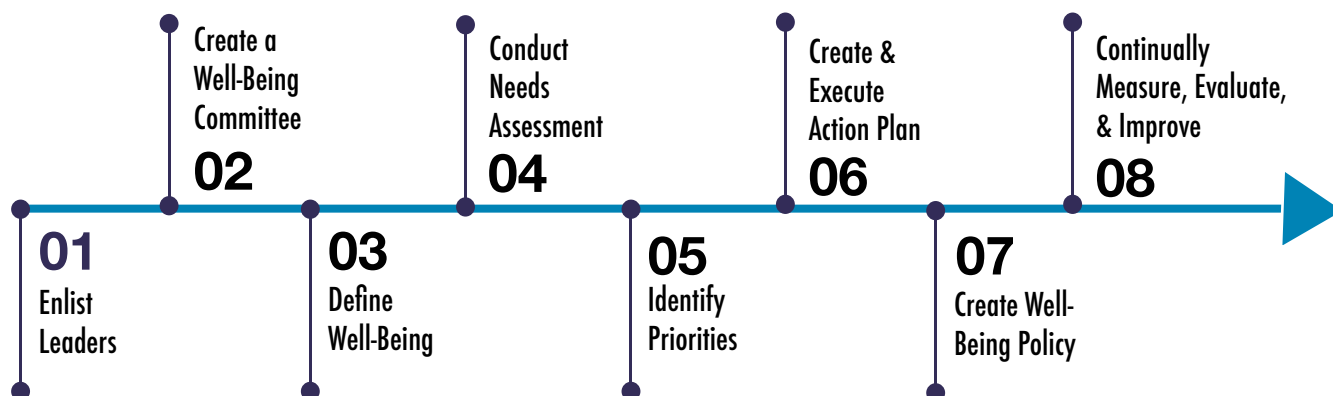 01
Enlist
Leaders
Create a
Well-Being
Committee
02
03
Define
Well-Being
Conduct
Needs
Assessment
04
05
Identify
Priorities
Create &
Execute
Action Plan
06
07
Create Well-
Being Policy
Continually
Measure, Evaluate,
& Improve
08